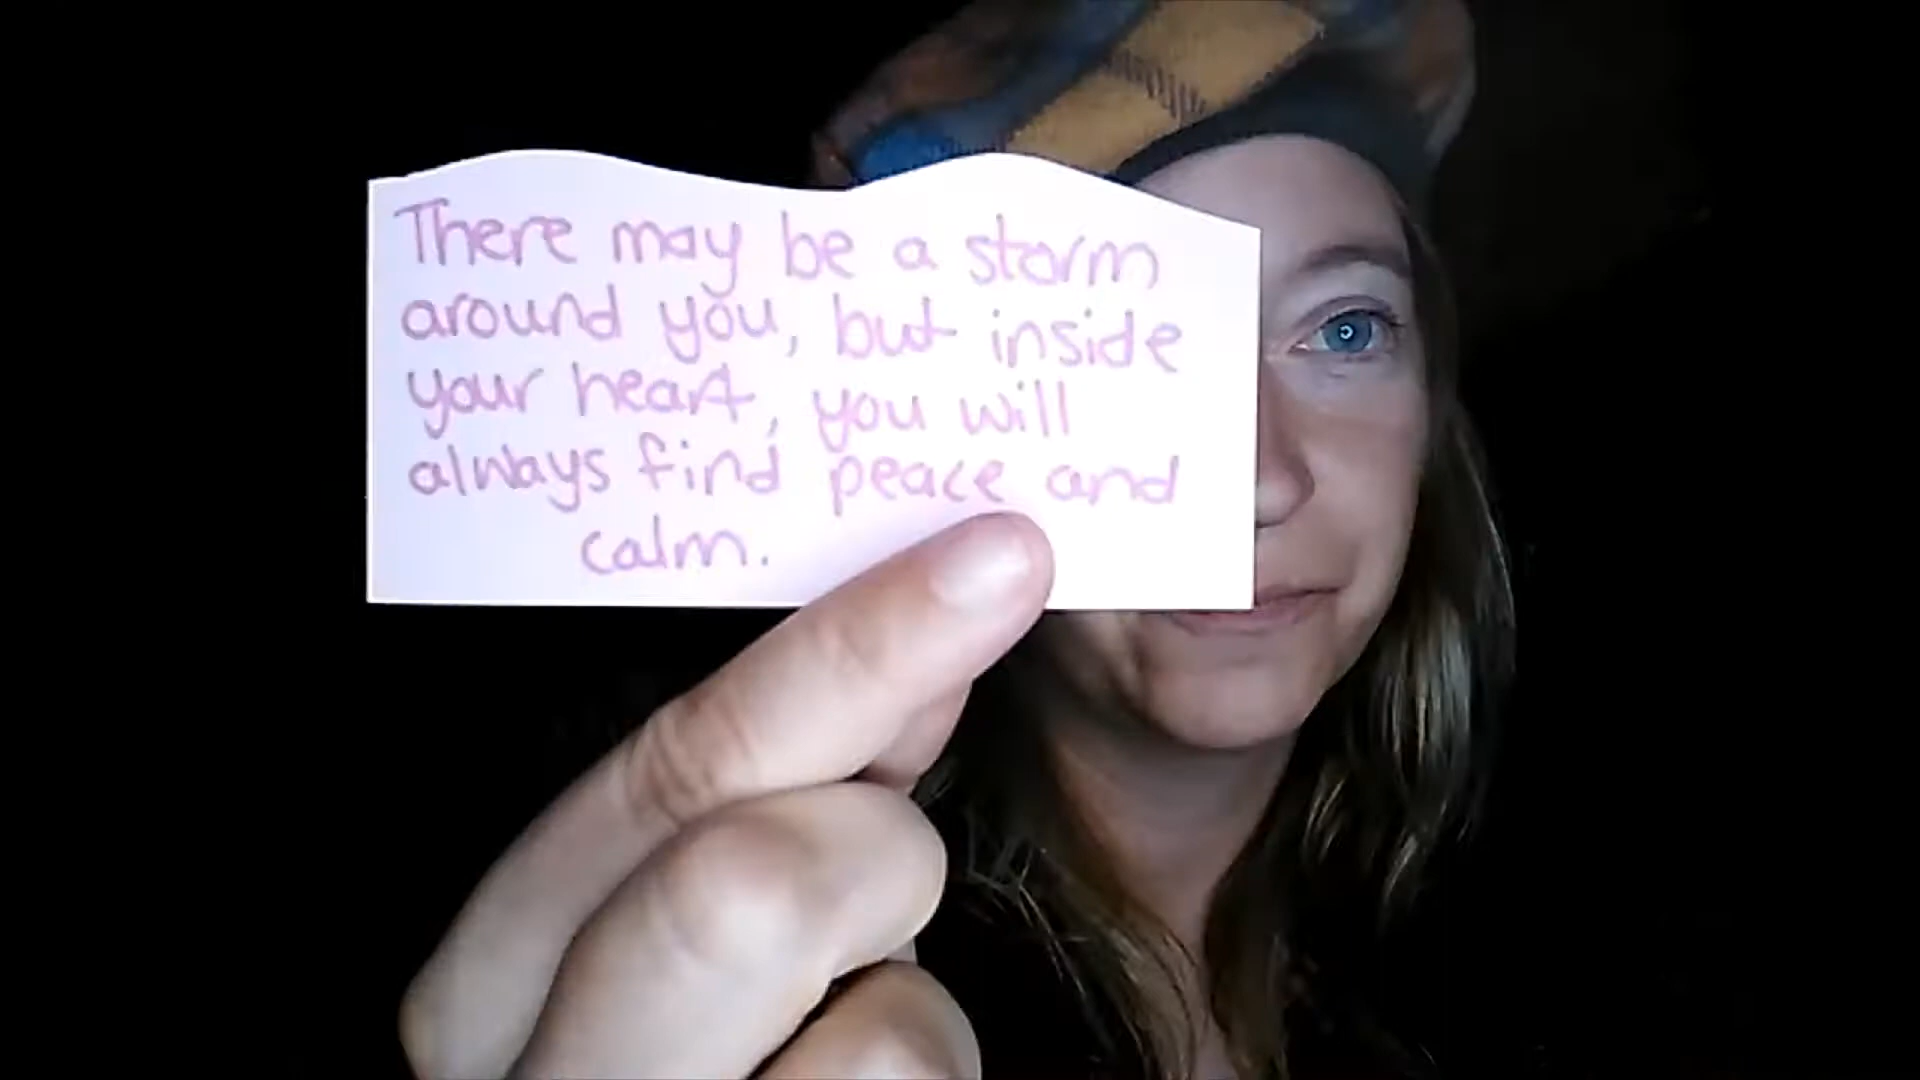 There may be a storm
around you, but inside
your heart, you will
always find peace and
calm.